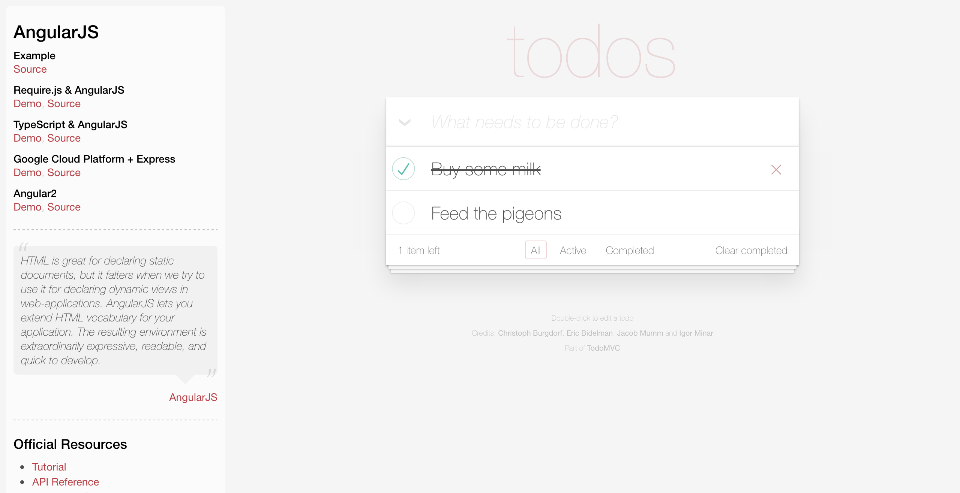 AngularJS
Example
Source
Require.js & AngularJS
Demo, Source
TypeScript & AngularJS
Demo, Source
Google Cloud Platform + Express
Demo, Source
Angular2
Demo, Source
“
HTML is great for declaring static
documents, but it falters when we try to
use it for declaring dynamic views in
web-applications. AngularJS lets you
extend HTML vocabulary for your
application. The resulting environment is
extraordinarily expressive, readable, and
quick to develop.
”
AngularJS
Official Resources
Tutorial
API Reference
todos
What needs to be done?
Buy some milk
Feed the pigeons
1 item left
All
Active
Completed
Clear completed
Double-click to edit a todo
Credits: Christoph Burgdorf, Eric Bidelman, Jacob Mumm and Igor Minar
Part of TodoMVC